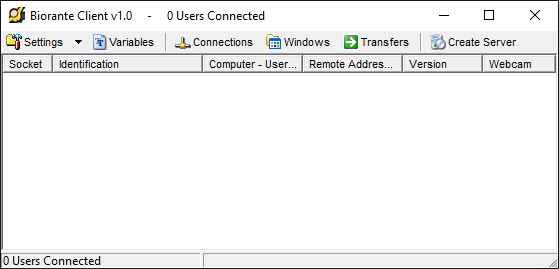 Biorante Client v1.0 - 0 Users Connected
Settings Variables Connections Windows Transfers Create Server
Socket Identification Computer - User... Remote Addres... Version Webcam
0 Users Connected